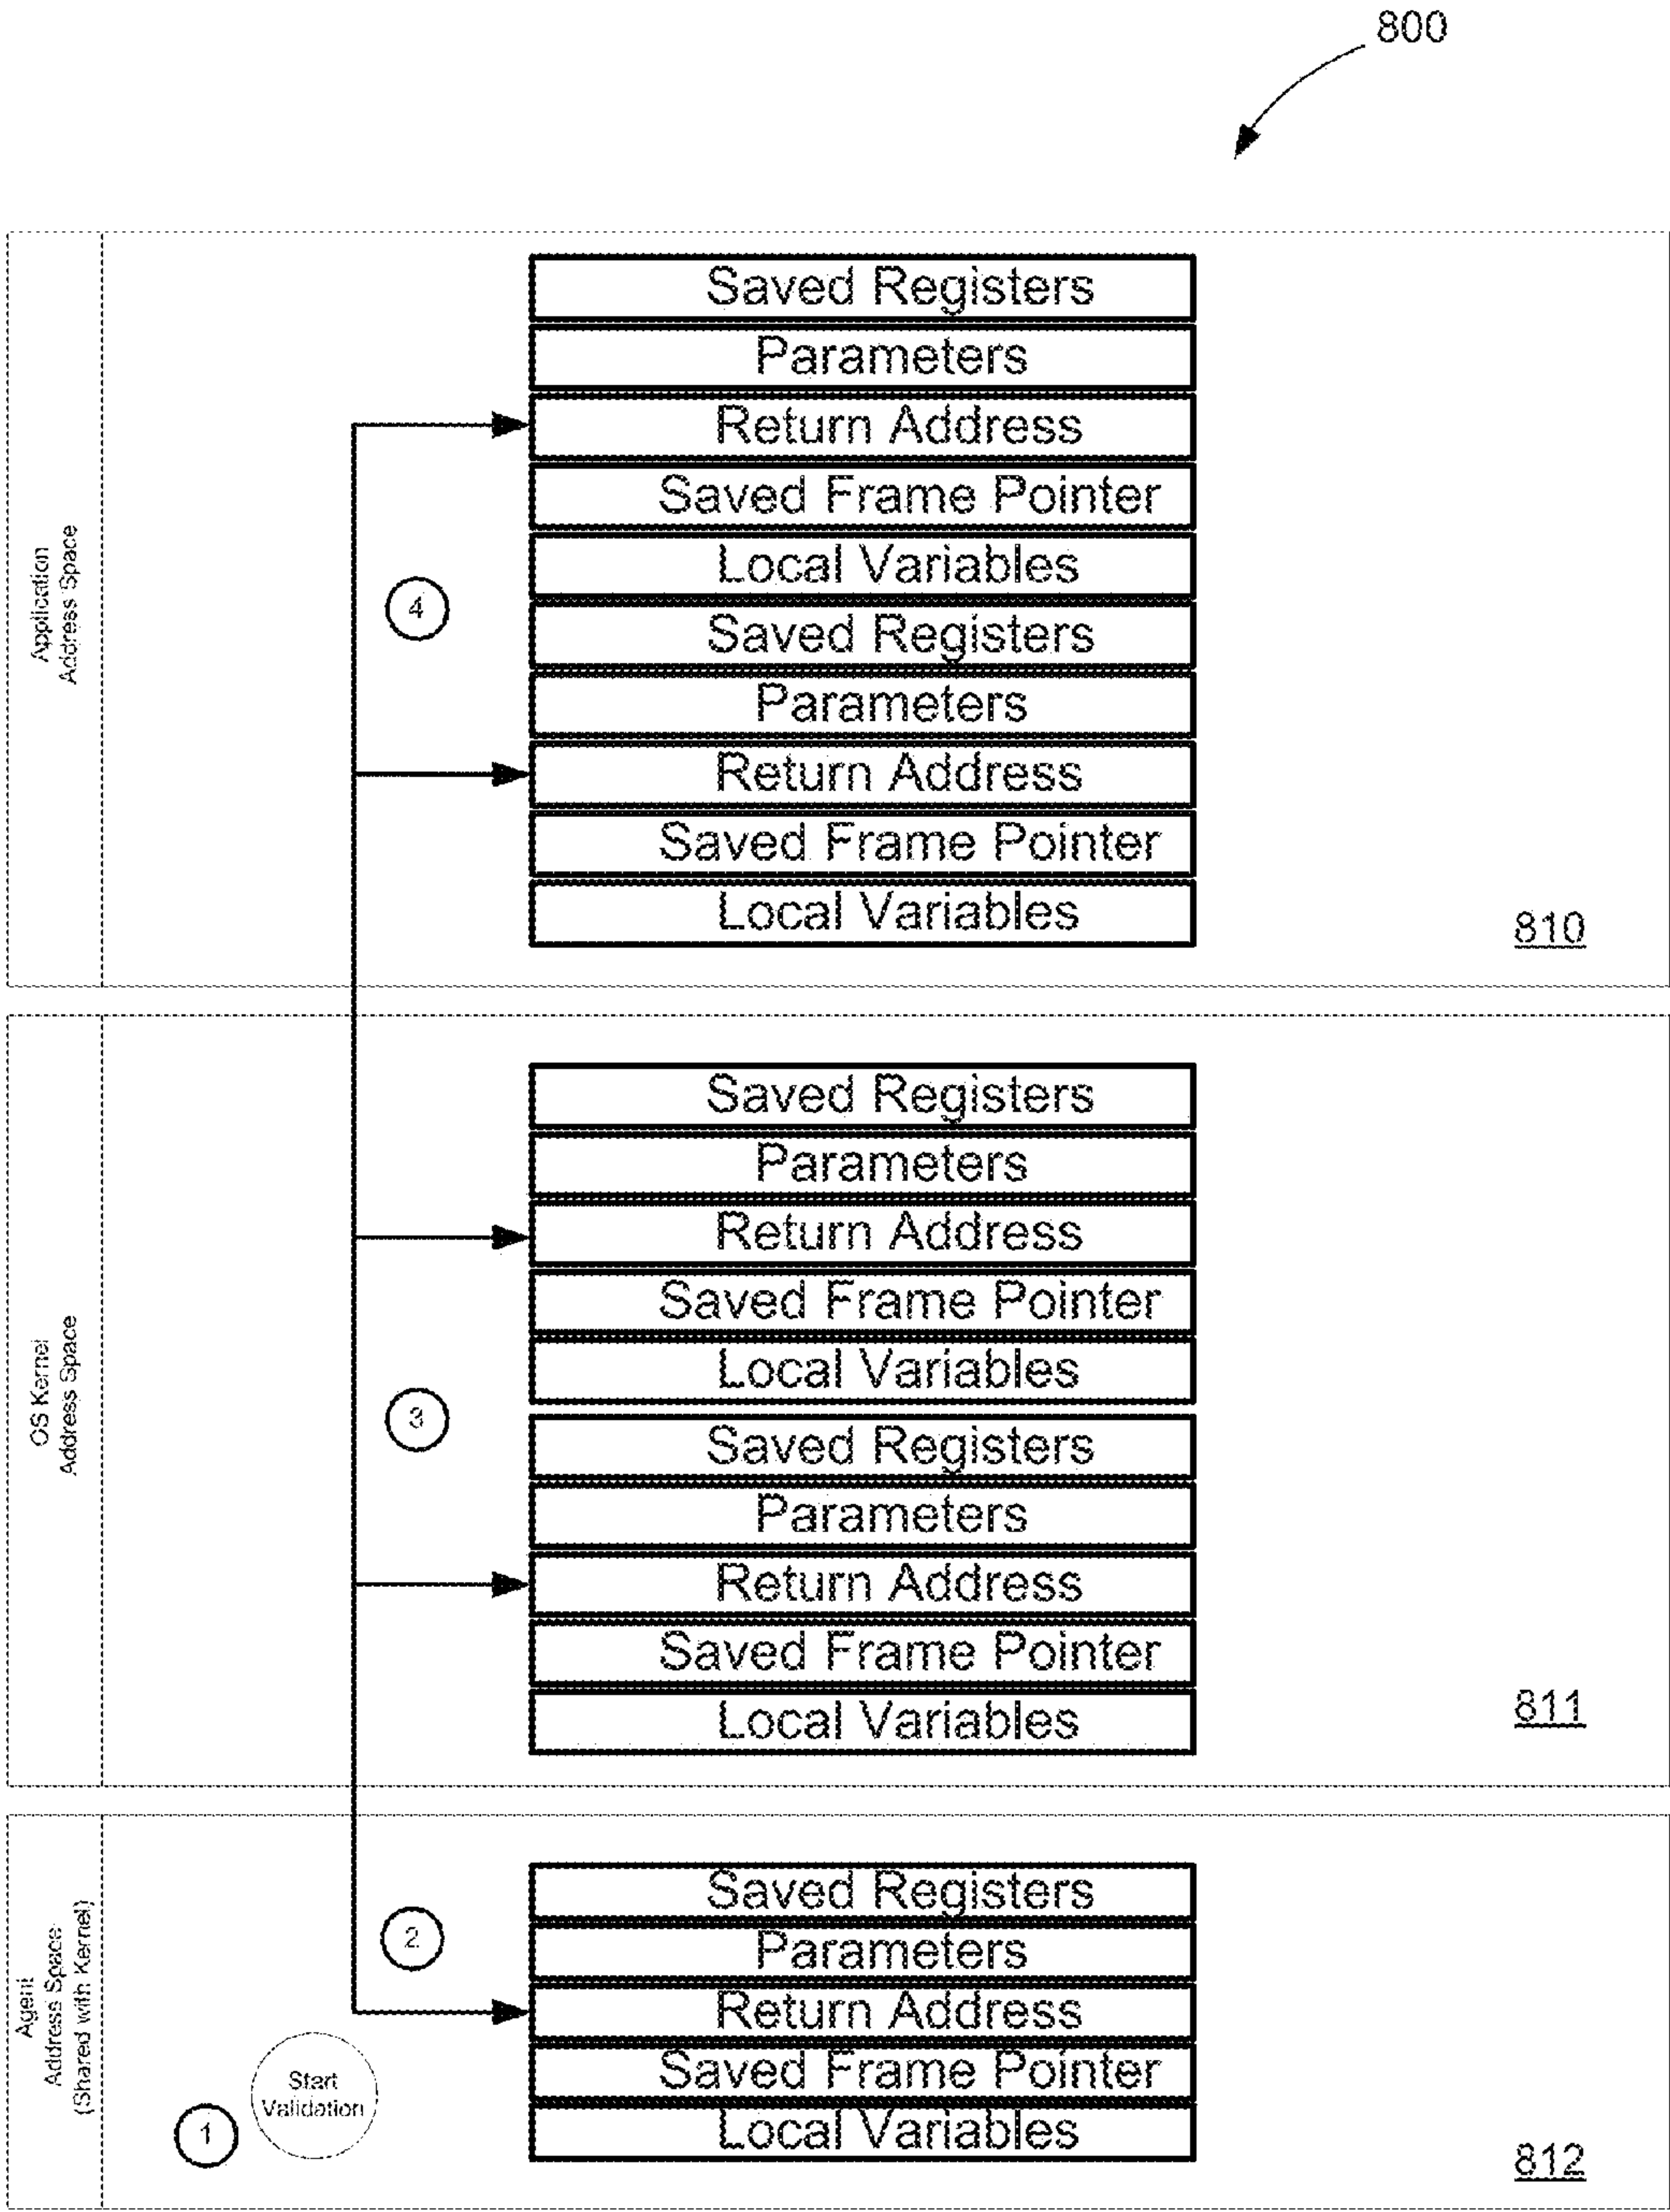 800
Application
Address Space
Saved Registers
Parameters
Return Address
Saved Frame Pointer
Local Variables
4
Saved Registers
Parameters
Return Address
Saved Frame Pointer
Local Variables
810
OS Kernel
Address Space
Saved Registers
Parameters
Return Address
Saved Frame Pointer
Local Variables
3
Saved Registers
Parameters
Return Address
Saved Frame Pointer
Local Variables
811
Agent
Address Space
(Shared with Kernel)
Saved Registers
2
Parameters
Return Address
Saved Frame Pointer
Start
Validation
1
Local Variables
812